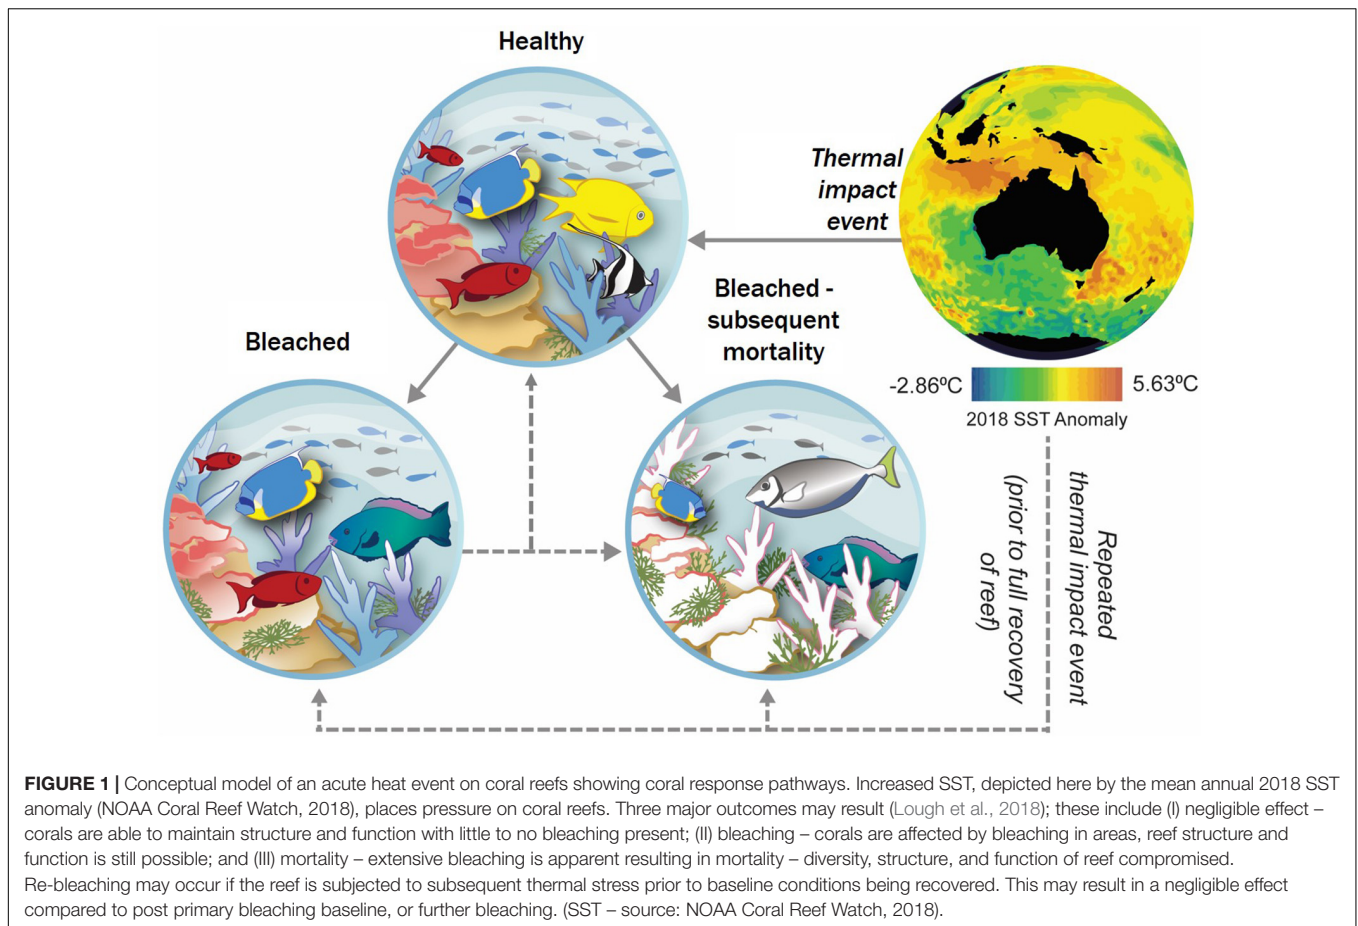 Healthy
Thermal
impact
event
Bleached -
subsequent
mortality
Bleached
-2.86ºC
5.63ºC
2018 SST Anomaly
Repeated
thermal impact event
(prior to full recovery
of reef)
FIGURE 1 | Conceptual model of an acute heat event on coral reefs showing coral response pathways. Increased SST, depicted here by the mean annual 2018 SST
anomaly (NOAA Coral Reef Watch, 2018), places pressure on coral reefs. Three major outcomes may result (Lough et al., 2018); these include (I) negligible effect –
corals are able to maintain structure and function with little to no bleaching present; (II) bleaching – corals are affected by bleaching in areas, reef structure and
function is still possible; and (III) mortality – extensive bleaching is apparent resulting in mortality – diversity, structure, and function of reef compromised.
Re-bleaching may occur if the reef is subjected to subsequent thermal stress prior to baseline conditions being recovered. This may result in a negligible effect
compared to post primary bleaching baseline, or further bleaching. (SST – source: NOAA Coral Reef Watch, 2018).